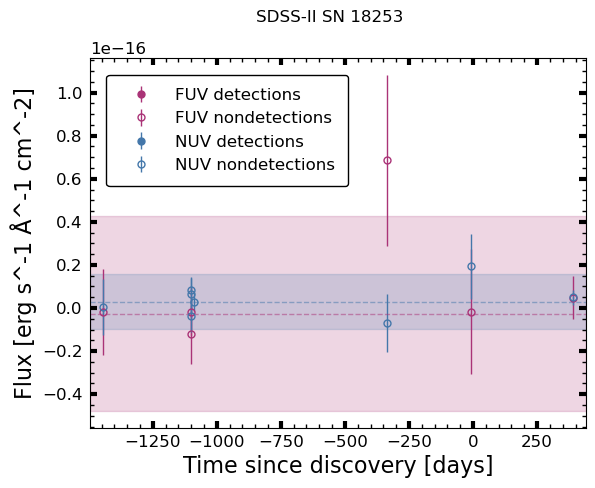 SDSS-II SN 18253
1e−16
FUV detections
FUV nondetections
NUV detections
NUV nondetections
1.0
0.8
0.6
0.4
0.2
0.0
−0.2
−0.4
Flux [erg s^-1 Å^-1 cm^-2]
−1250 −1000 −750 −500 −250 0 250
Time since discovery [days]